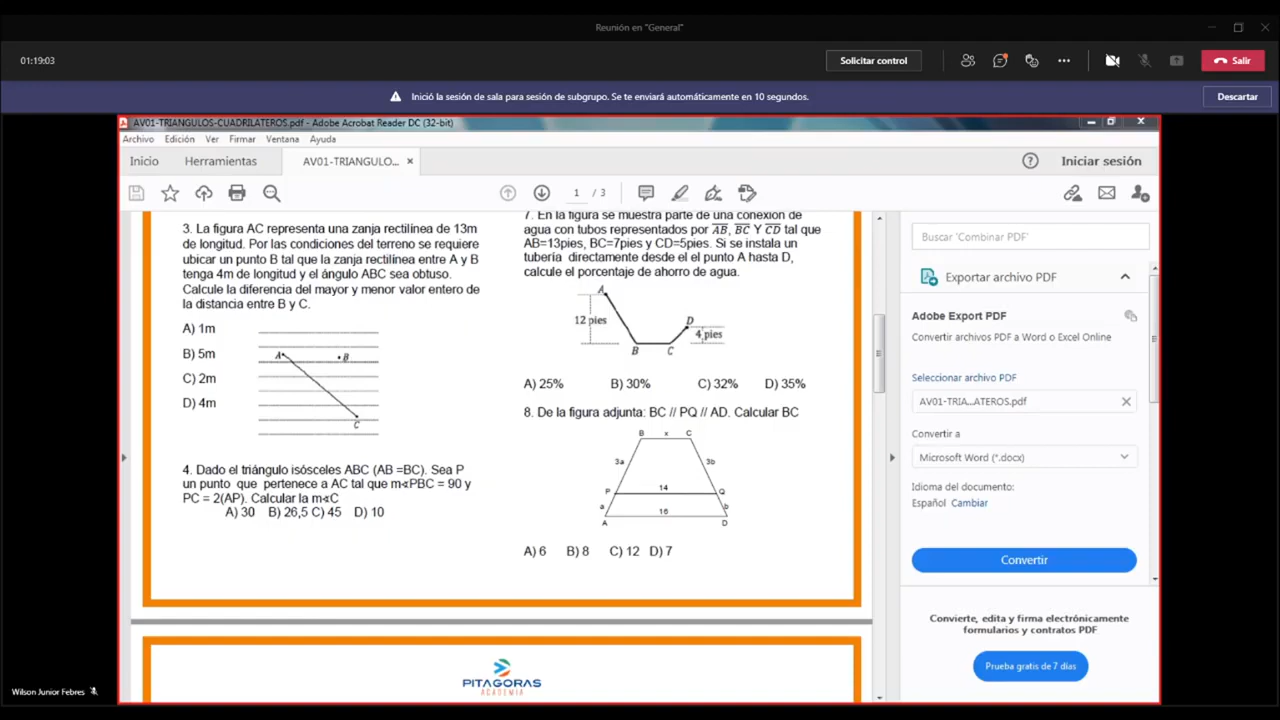 Reunión en "General"
01:19:03
Solicitar control
Salir
Inició la sesión de sala para sesión de subgrupo. Se te enviará automáticamente en 10 segundos.
Descartar
AV01-TRIANGULOS-CUADRILATEROS.pdf - Adobe Acrobat Reader DC (32-bit)
Archivo Edición Ver Firmar Ventana Ayuda
Inicio Herramientas AV01-TRIANGULO... ×
Iniciar sesión
1 / 3
3. La figura AC representa una zanja rectilínea de 13m
de longitud. Por las condiciones del terreno se requiere
ubicar un punto B tal que la zanja rectilínea entre A y B
tenga 4m de longitud y el ángulo ABC sea obtuso.
Calcule la diferencia del mayor y menor valor entero de
la distancia entre B y C.
A) 1m
B) 5m
C) 2m
D) 4m
A
B
C
4. Dado el triángulo isósceles ABC (AB =BC). Sea P
un punto que pertenece a AC tal que m∢PBC = 90 y
PC = 2(AP). Calcular la m∢C
A) 30 B) 26,5 C) 45 D) 10
7. En la figura se muestra parte de una conexión de
agua con tubos representados por AB, BC Y CD tal que
AB=13pies, BC=7pies y CD=5pies. Si se instala un
tubería directamente desde el el punto A hasta D,
calcule el porcentaje de ahorro de agua.
A
12 pies
D
4 pies
B C
A) 25% B) 30% C) 32% D) 35%
8. De la figura adjunta: BC // PQ // AD. Calcular BC
B x C
3a 3b
14
P Q
a b
16
A D
A) 6 B) 8 C) 12 D) 7
PITAGORAS
ACADEMIA
Buscar 'Combinar PDF'
Exportar archivo PDF
Adobe Export PDF
Convertir archivos PDF a Word o Excel Online
Seleccionar archivo PDF
AV01-TRIA...ATEROS.pdf
Convertir a
Microsoft Word (*.docx)
Idioma del documento:
Español Cambiar
Convertir
Convierte, edita y firma electrónicamente
formularios y contratos PDF
Prueba gratis de 7 días
Wilson Junior Febres